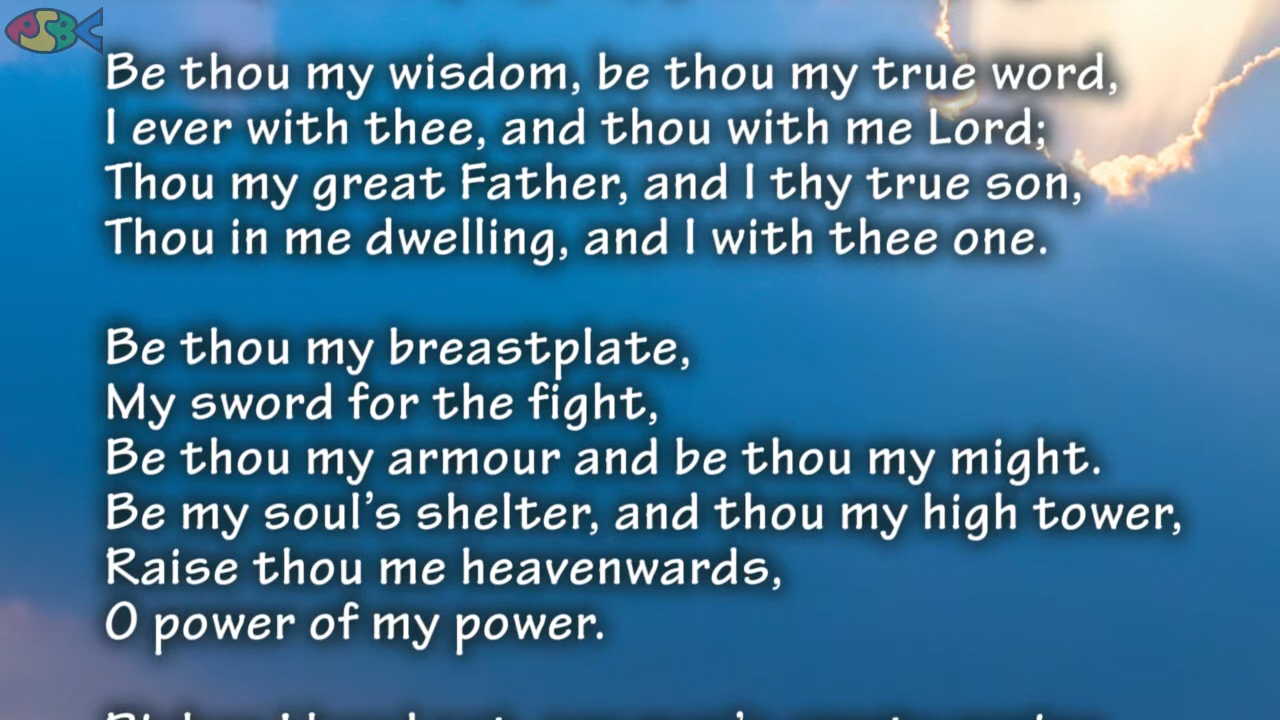 PSBC
Be thou my wisdom, be thou my true word,
I ever with thee, and thou with me Lord;
Thou my great Father, and I thy true son,
Thou in me dwelling, and I with thee one.
Be thou my breastplate,
My sword for the fight,
Be thou my armour and be thou my might.
Be my soul’s shelter, and thou my high tower,
Raise thou me heavenwards,
O power of my power.